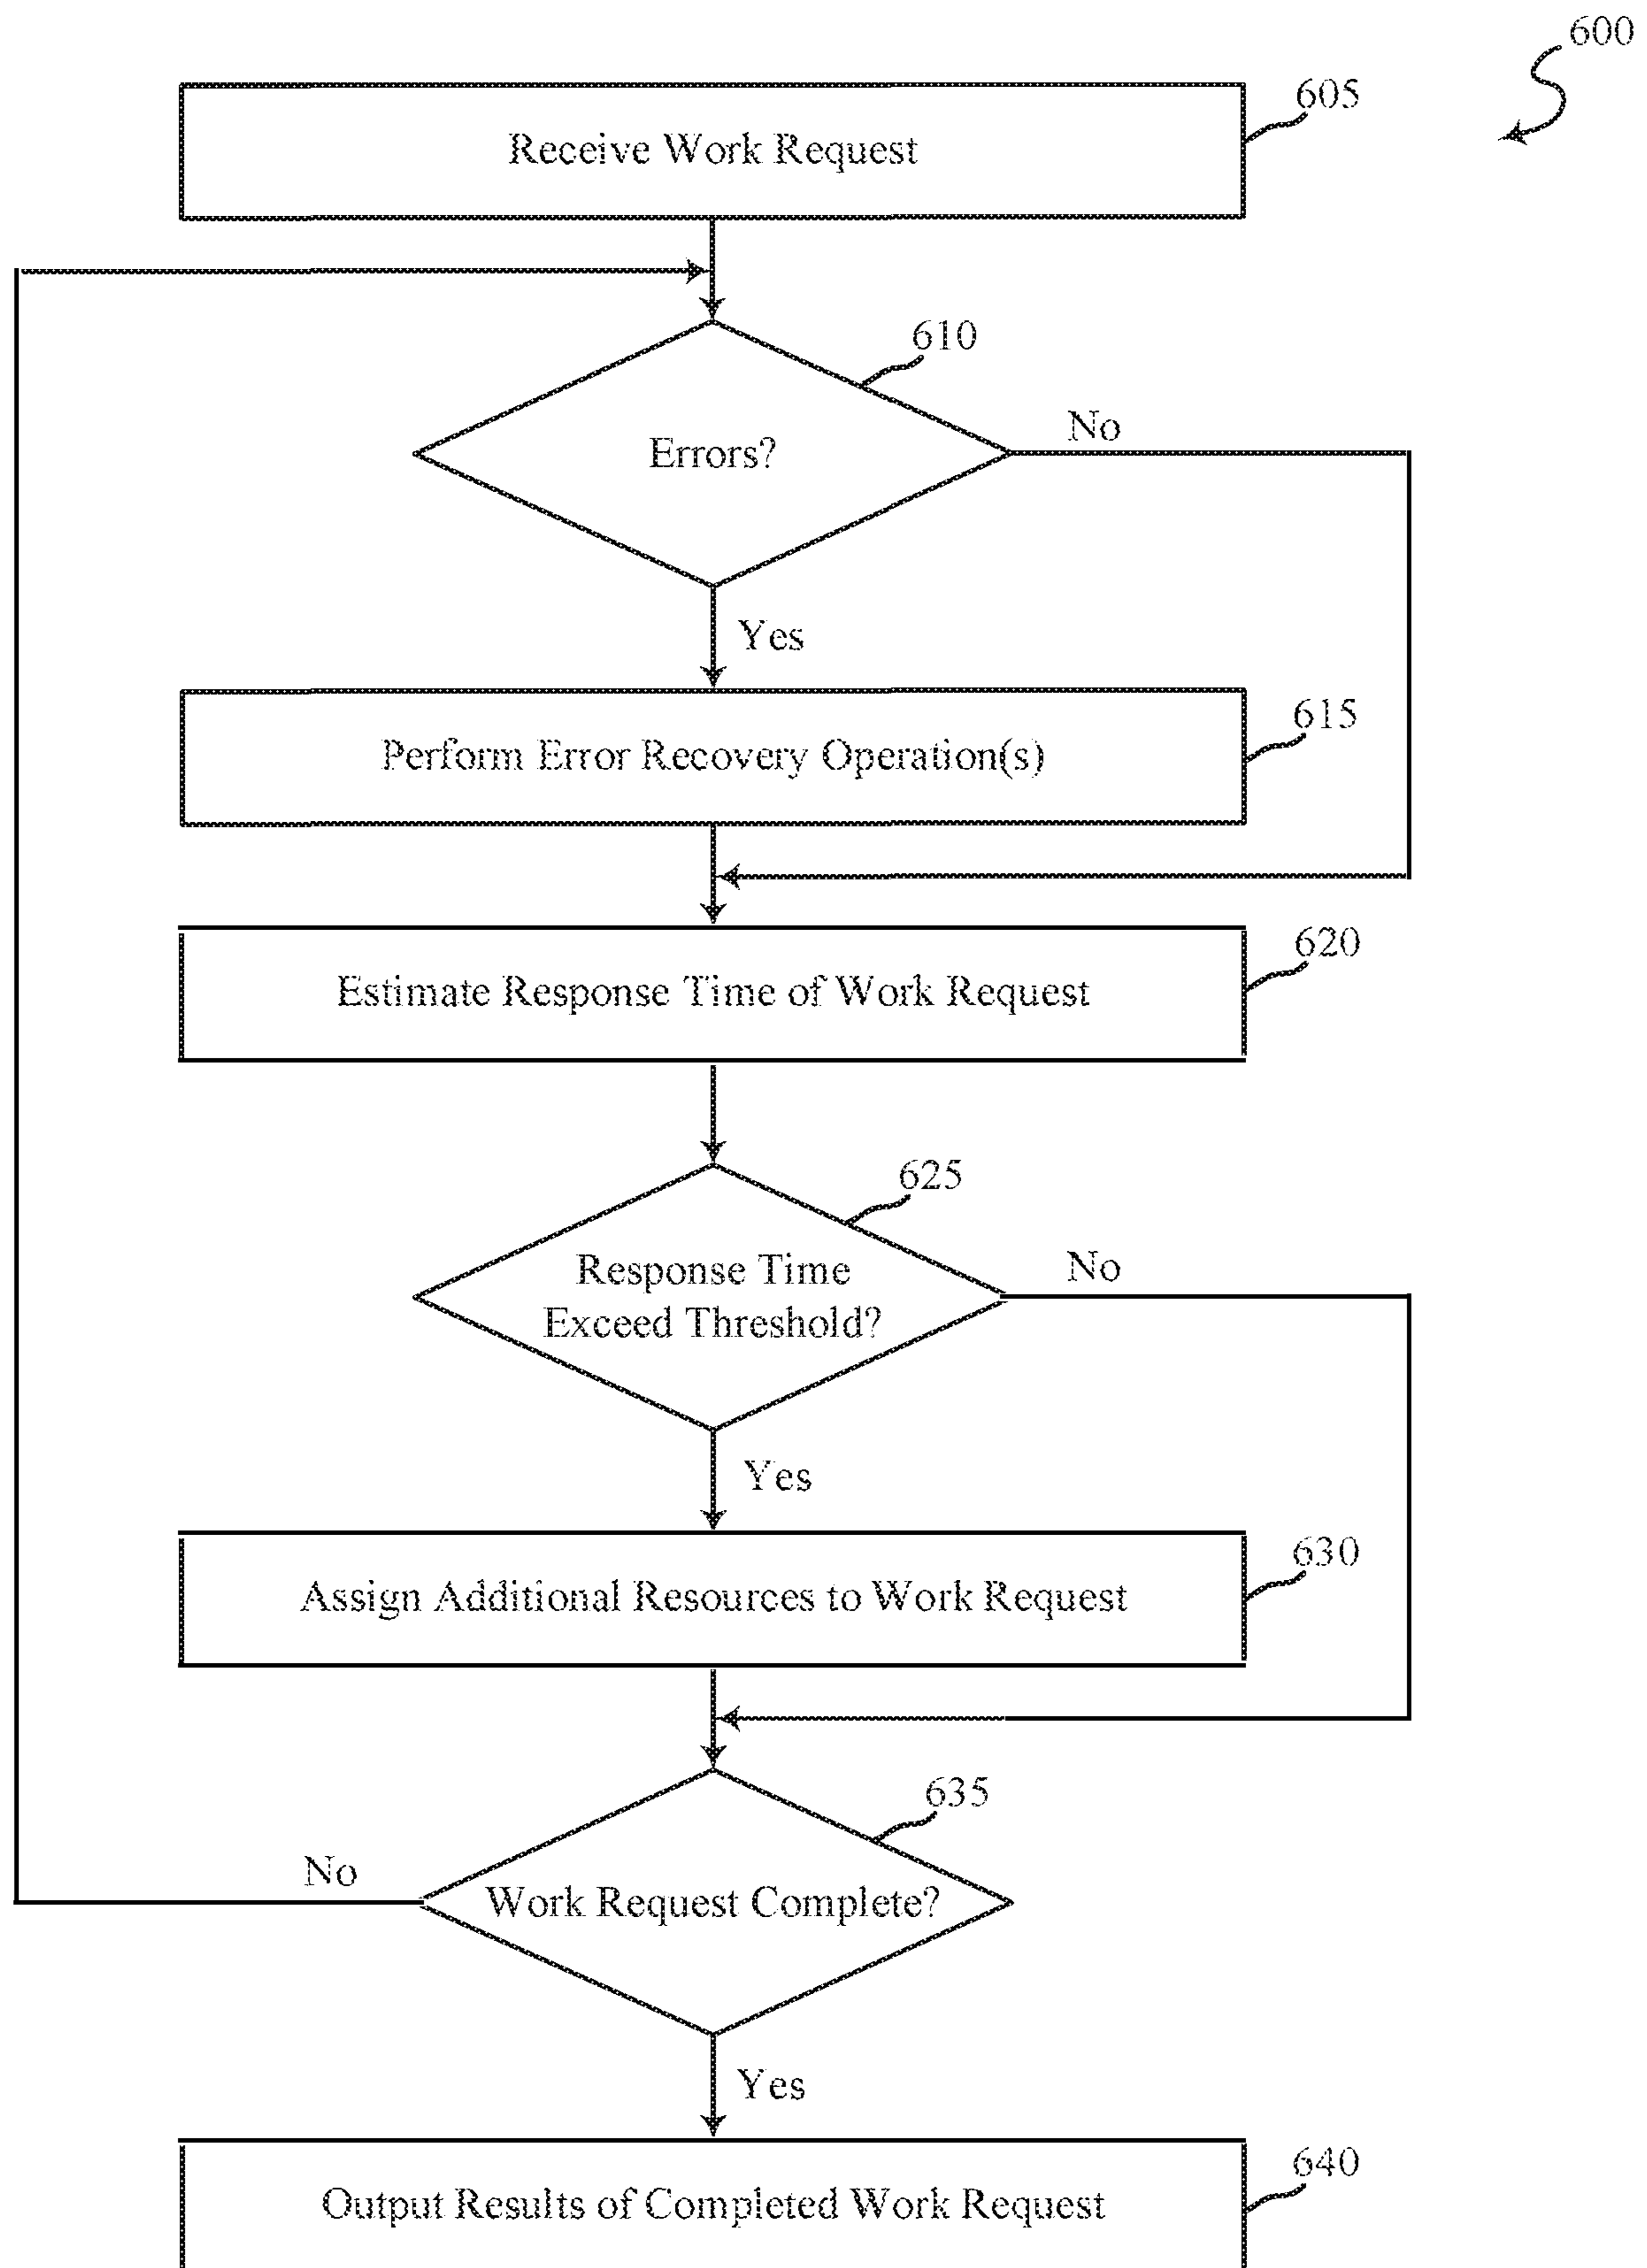 600
605
Receive Work Request
610
Errors?
No
Yes
615
Perform Error Recovery Operation(s)
620
Estimate Response Time of Work Request
625
Response Time
Exceed Threshold?
No
Yes
630
Assign Additional Resources to Work Request
635
No
Work Request Complete?
Yes
640
Output Results of Completed Work Request